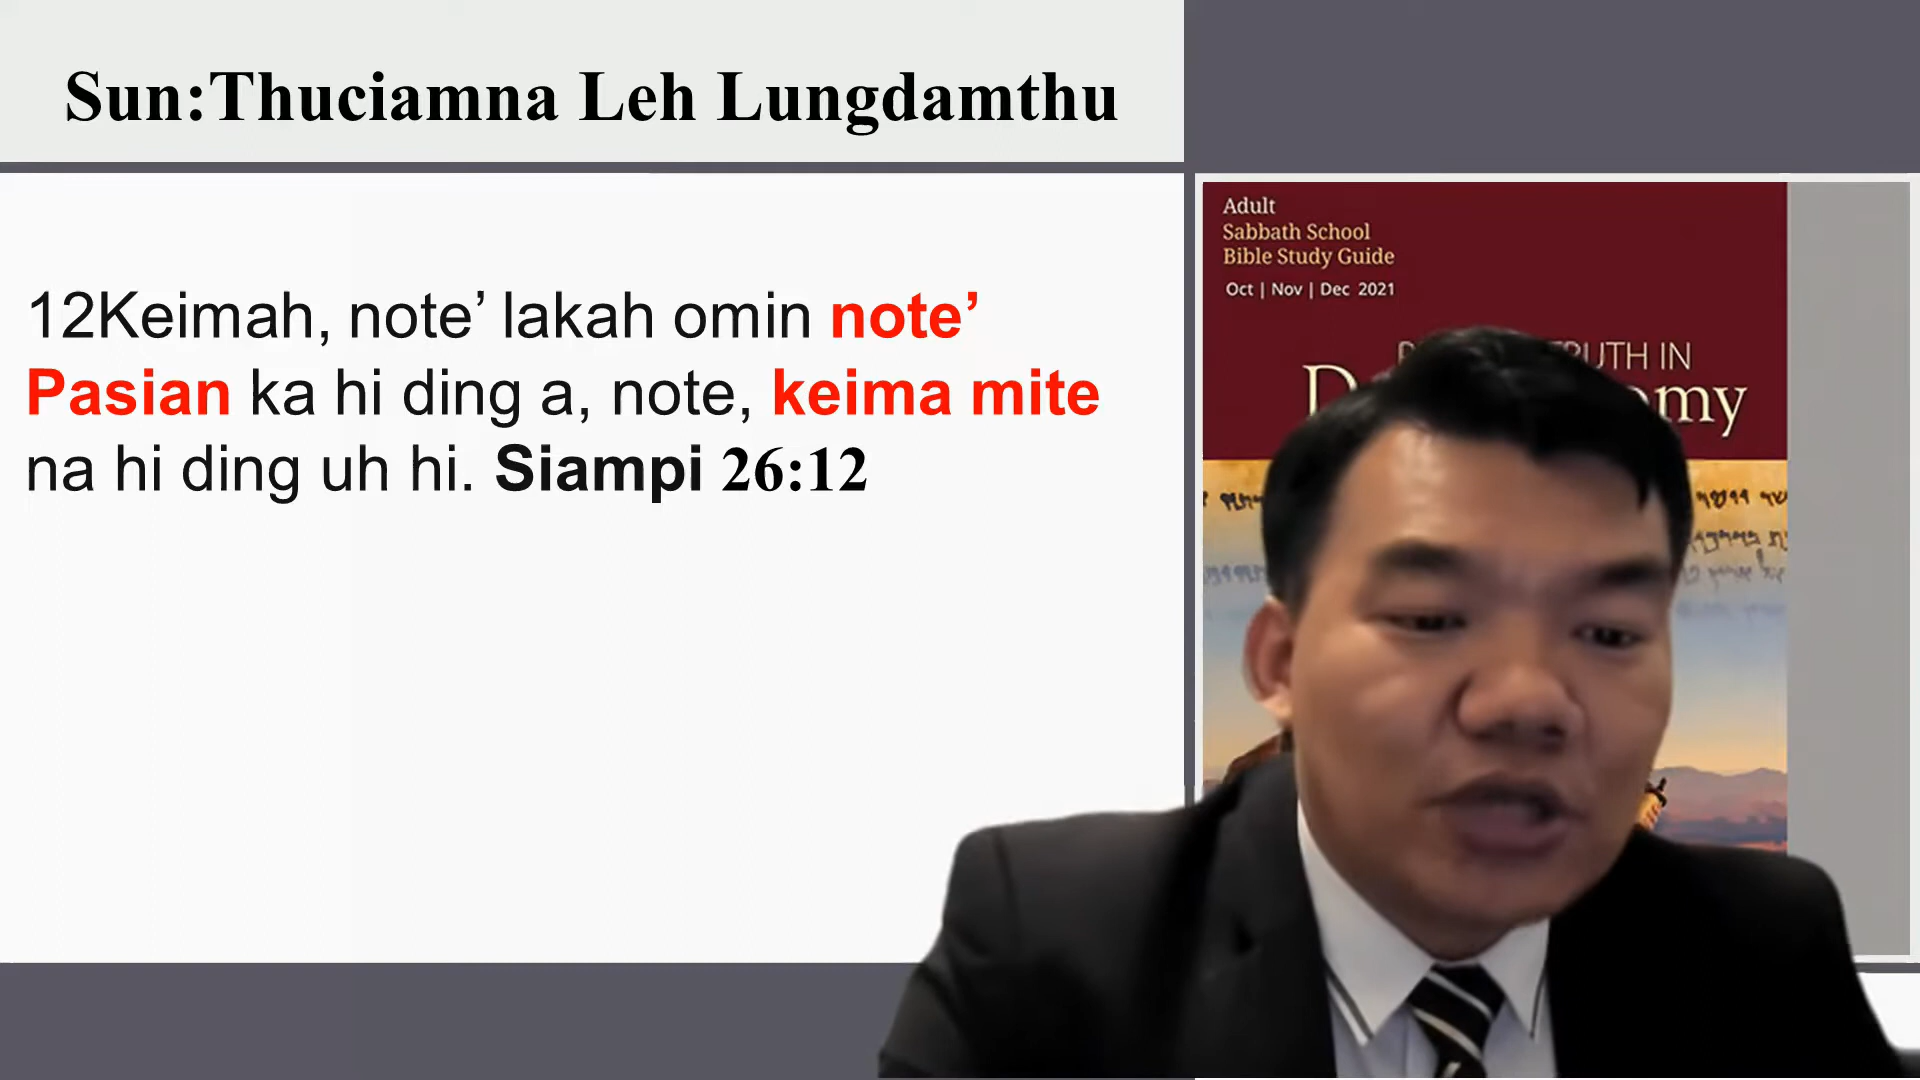 Sun:Thuciamna Leh Lungdamthu
12Keimah, note’ lakah omin note’
Pasian ka hi ding a, note, keima mite
na hi ding uh hi. Siampi 26:12
Adult
Sabbath School
Bible Study Guide
Oct | Nov | Dec 2021
IN